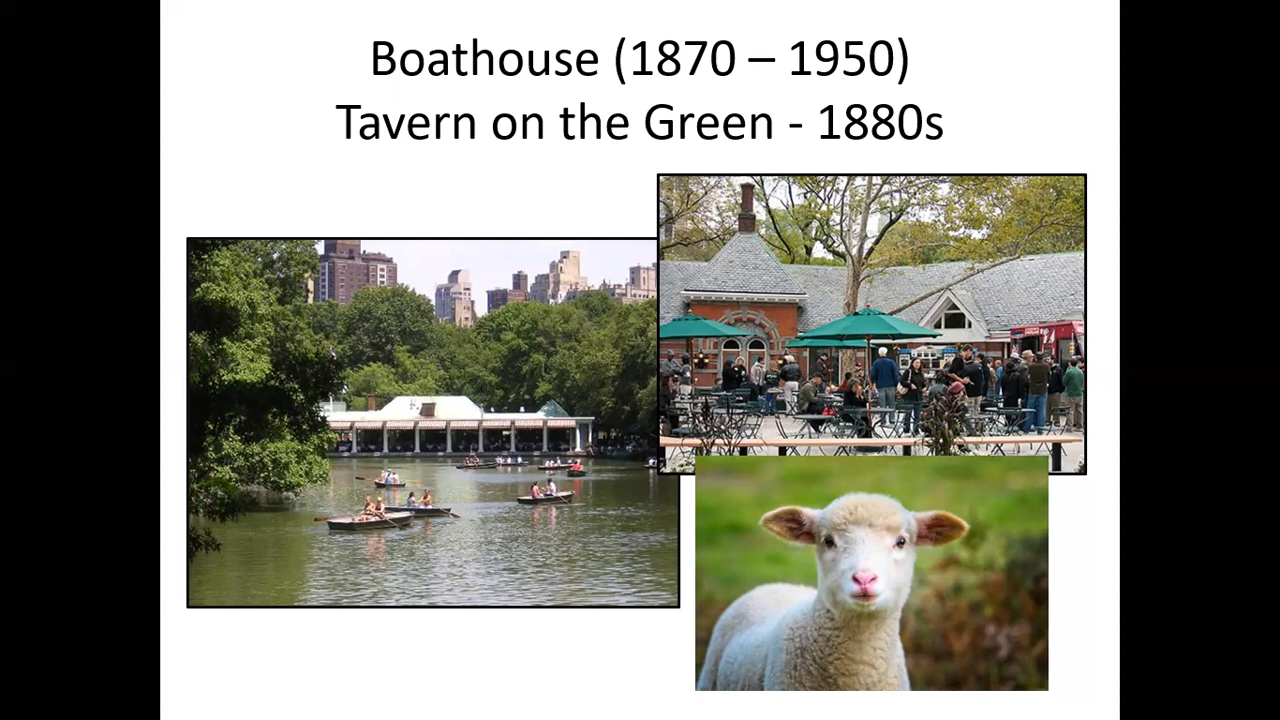 Boathouse (1870 – 1950)
Tavern on the Green - 1880s